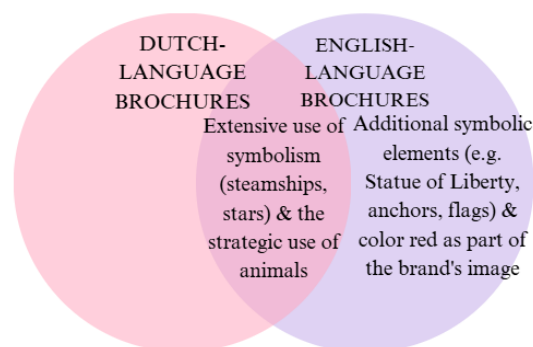 DUTCH-
LANGUAGE
BROCHURES
ENGLISH-
LANGUAGE
BROCHURES
Extensive use of
symbolism
(steamships,
stars) & the
strategic use of
animals
Additional symbolic
elements (e.g.
Statue of Liberty,
anchors, flags) &
color red as part of
the brand's image